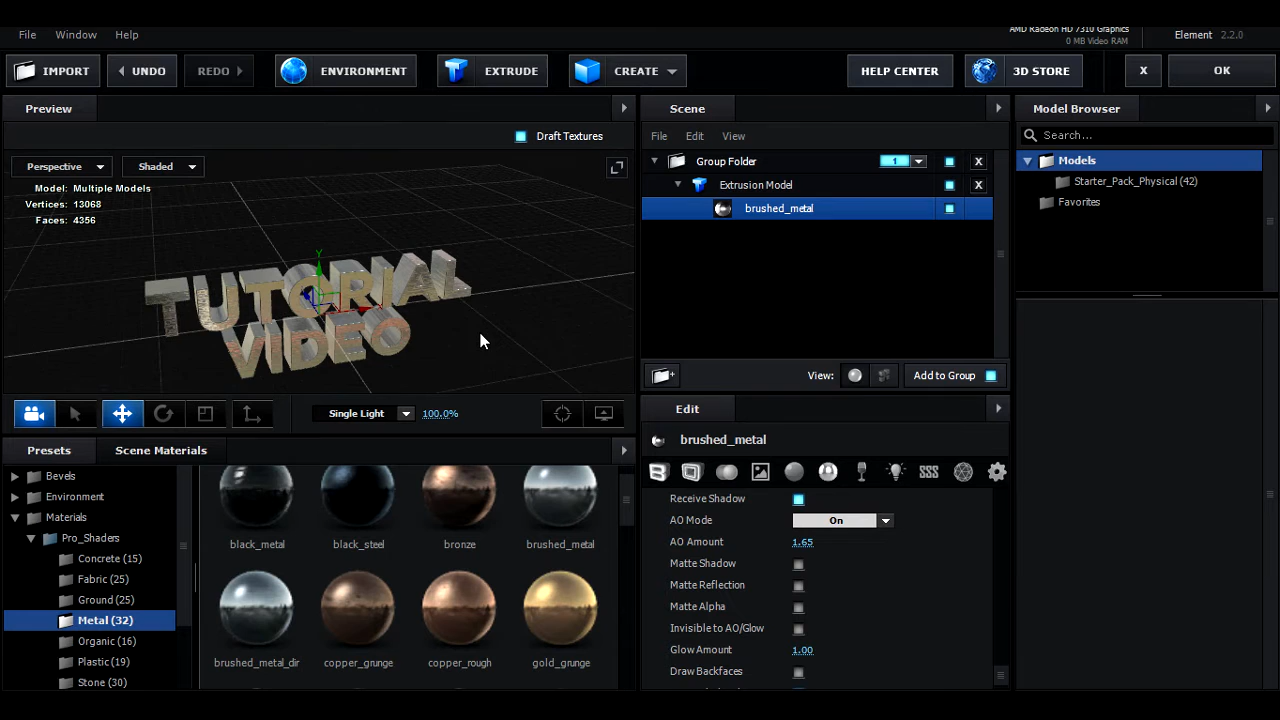 AMD Radeon HD 7310 Graphics
File Window Help 0 MB Video RAM Element 2.2.0
IMPORT UNDO REDO ENVIRONMENT EXTRUDE CREATE HELP CENTER 3D STORE X OK
Preview Scene Model Browser
Draft Textures File Edit View Search...
Perspective Shaded Group Folder 1 X Models
Model: Multiple Models Extrusion Model X Starter_Pack_Physical (42)
Vertices: 13068 brushed_metal Favorites
Faces: 4356
Y
TUTORIAL
VIDEO
View: Add to Group
Single Light 100.0% Edit
Presets Scene Materials brushed_metal
Bevels
Environment
Materials
Pro_Shaders
Concrete (15)
Fabric (25)
Ground (25)
Metal (32)
Organic (16)
Plastic (19)
Stone (30)
black_metal black_steel bronze brushed_metal
brushed_metal_dir copper_grunge copper_rough gold_grunge
Receive Shadow
AO Mode On
AO Amount 1.65
Matte Shadow
Matte Reflection
Matte Alpha
Invisible to AO/Glow
Glow Amount 1.00
Draw Backfaces